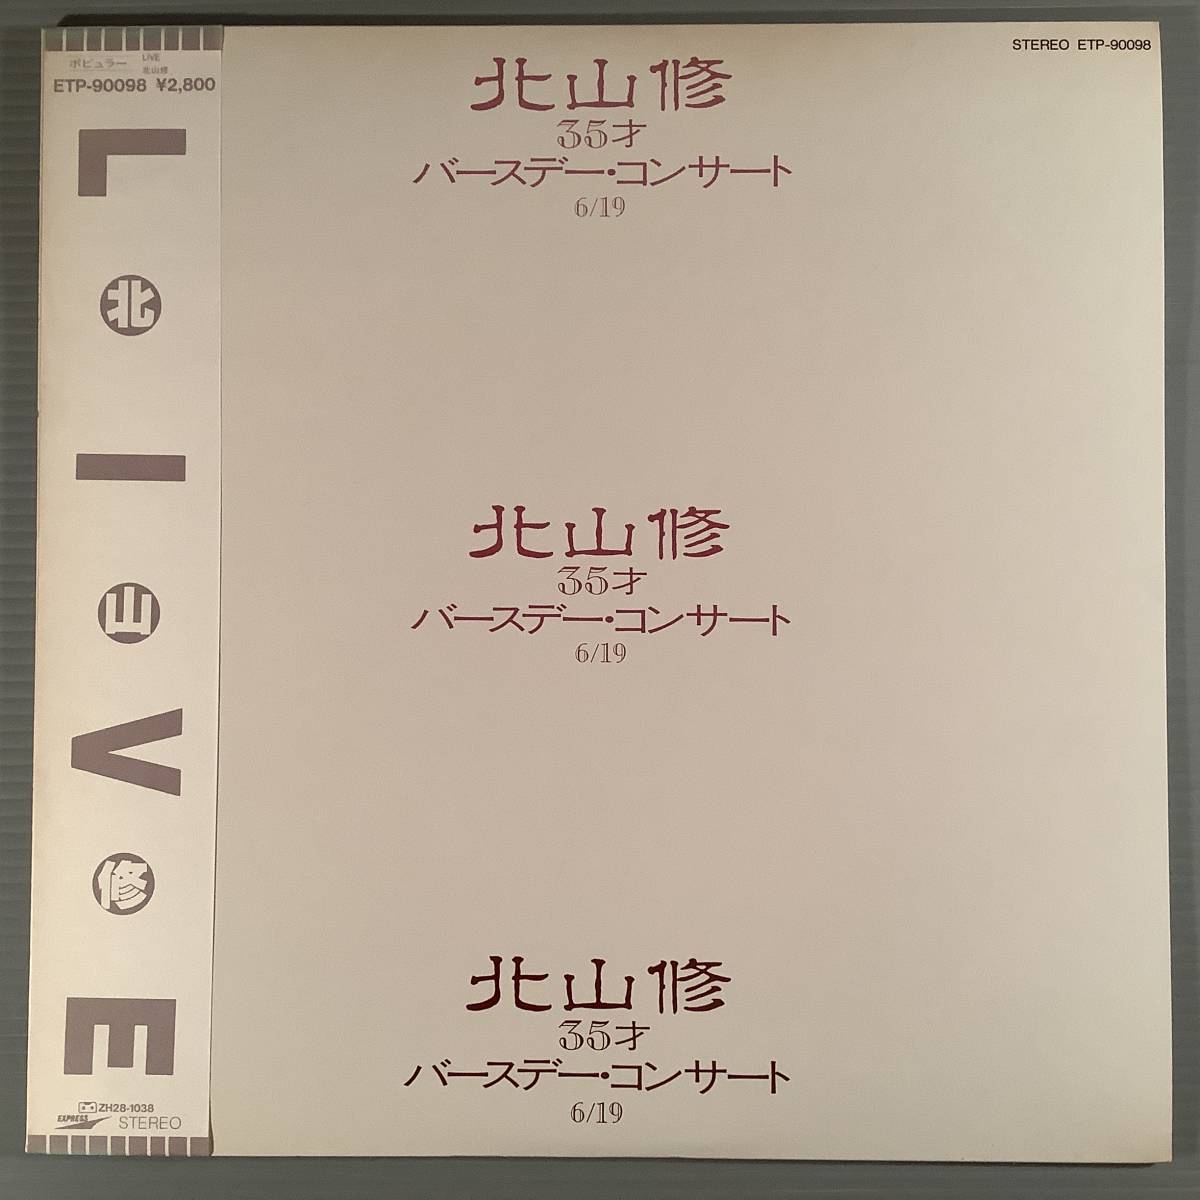 ポピュラー
LIVE
北山修
ETP-90098 ¥2,800
L
北
I
山
V
修
E
ZH28-1038
EXPRESS STEREO
STEREO ETP-90098
北山修
35才
バースデー・コンサート
6/19
北山修
35才
バースデー・コンサート
6/19
北山修
35才
バースデー・コンサート
6/19